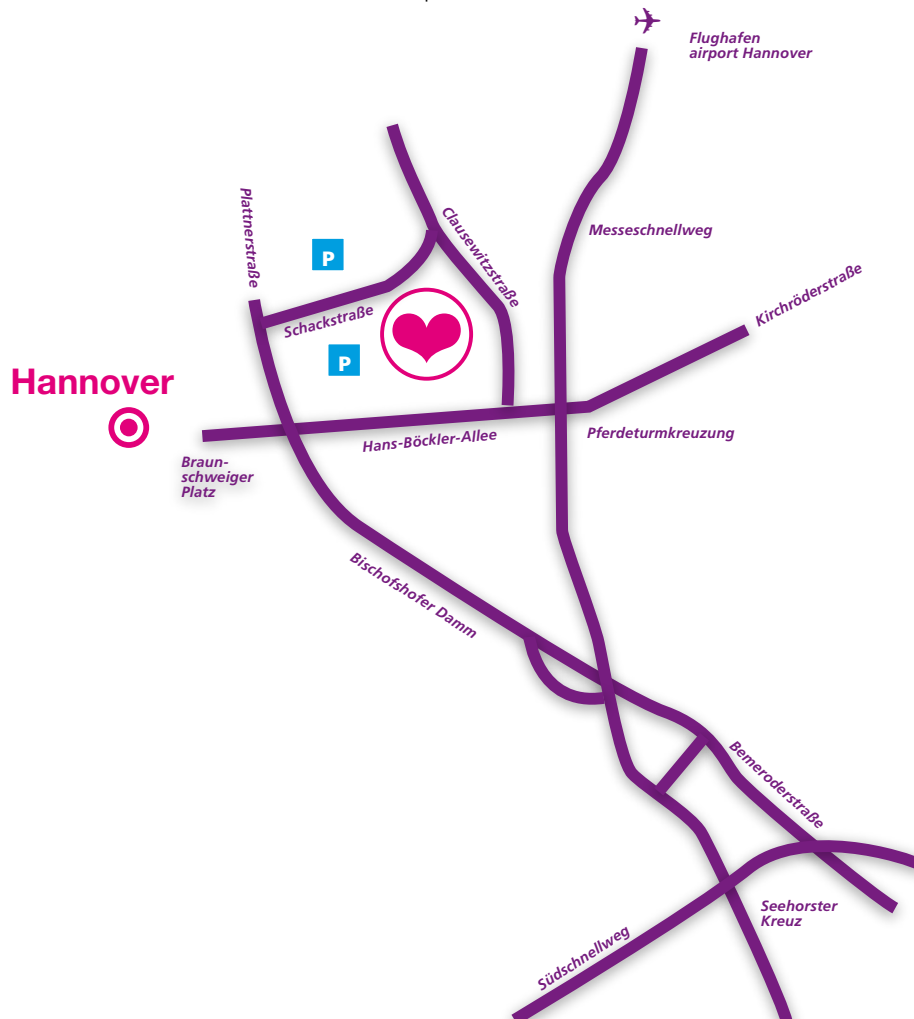 Flughafen
airport Hannover
Plattnerstraße
Clausewitzstraße
Messeschnellweg
P
Kirchröderstraße
Schackstraße
P
Hannover
Hans-Böckler-Allee
Pferdeturmkreuzung
Braun-
schweiger
Platz
Bischofshofer Damm
Bemeroderstraße
Seehorster
Kreuz
Südschnellweg